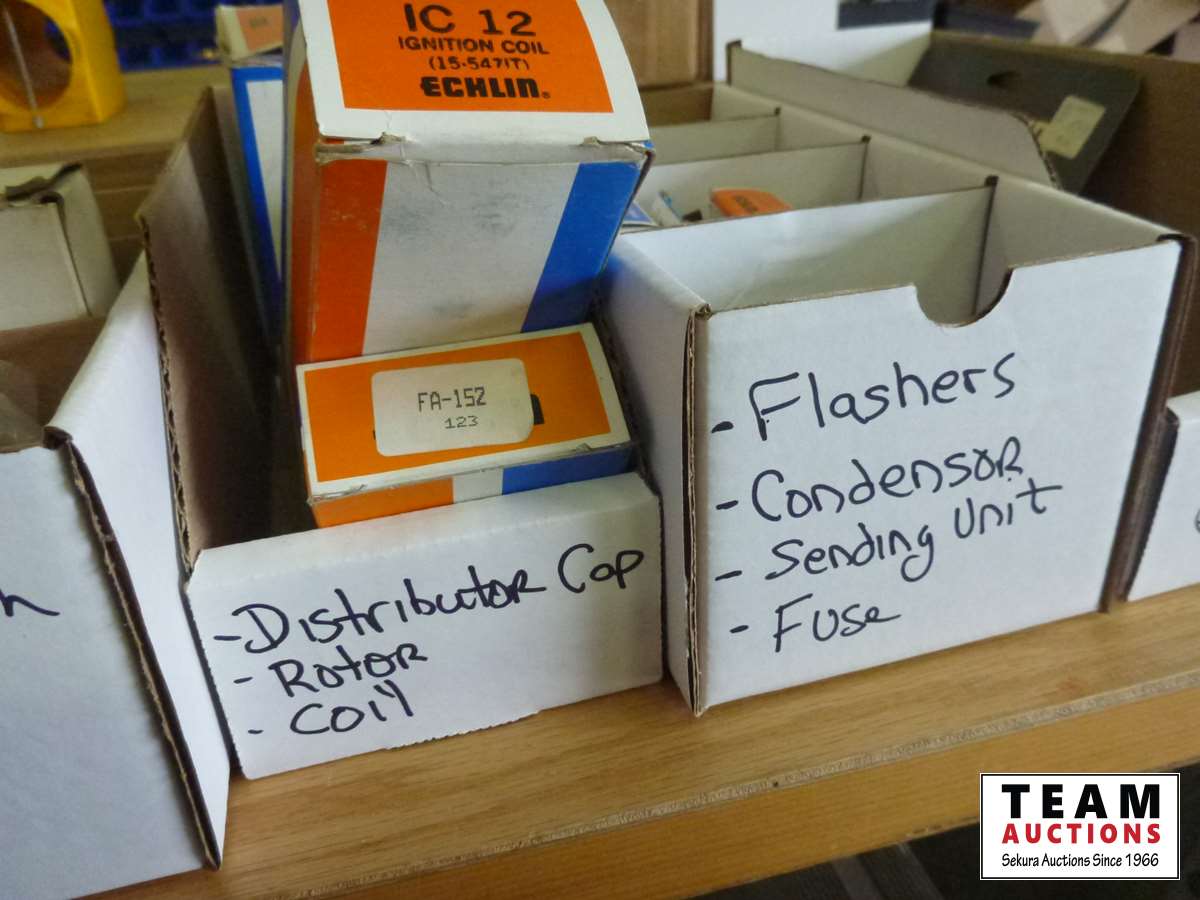 IC 12
IGNITION COIL
(15-547IT)
ECHLIN®
FA-152
123
- Distributor Cap
- Rotor
- Coil
- Flashers
- Condensor
- Sending Unit
- Fuse
TEAM
AUCTIONS
Sekura Auctions Since 1966